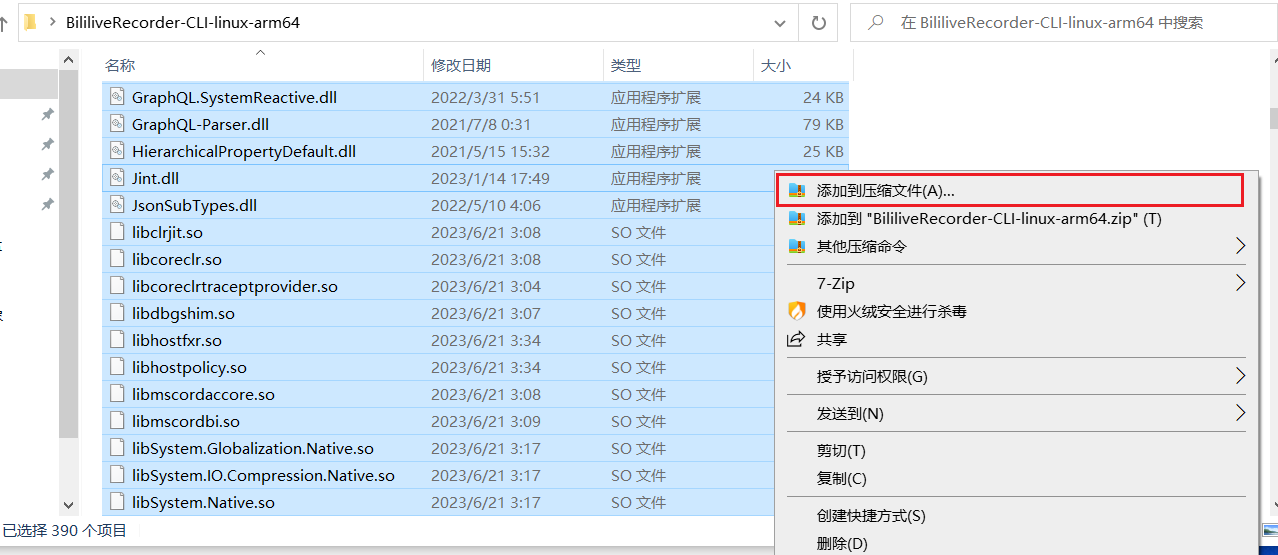 BililiveRecorder-CLI-linux-arm64
在 BililiveRecorder-CLI-linux-arm64 中搜索
名称 修改日期 类型 大小
GraphQL.SystemReactive.dll 2022/3/31 5:51 应用程序扩展 24 KB
GraphQL-Parser.dll 2021/7/8 0:31 应用程序扩展 79 KB
HierarchicalPropertyDefault.dll 2021/5/15 15:32 应用程序扩展 25 KB
Jint.dll 2023/1/14 17:49 应用程序扩展
JsonSubTypes.dll 2022/5/10 4:06 应用程序扩展
libclrjit.so 2023/6/21 3:08 SO 文件
libcoreclr.so 2023/6/21 3:08 SO 文件
libcoreclrtraceptprovider.so 2023/6/21 3:04 SO 文件
libdbgshim.so 2023/6/21 3:07 SO 文件
libhostfxr.so 2023/6/21 3:34 SO 文件
libhostpolicy.so 2023/6/21 3:34 SO 文件
libmscordaccore.so 2023/6/21 3:08 SO 文件
libmscordbi.so 2023/6/21 3:09 SO 文件
libSystem.Globalization.Native.so 2023/6/21 3:17 SO 文件
libSystem.IO.Compression.Native.so 2023/6/21 3:17 SO 文件
libSystem.Native.so 2023/6/21 3:17 SO 文件
已选择 390 个项目
添加到压缩文件(A)...
添加到 "BililiveRecorder-CLI-linux-arm64.zip" (T)
其他压缩命令
7-Zip
使用火绒安全进行杀毒
共享
授予访问权限(G)
发送到(N)
剪切(T)
复制(C)
创建快捷方式(S)
删除(D)